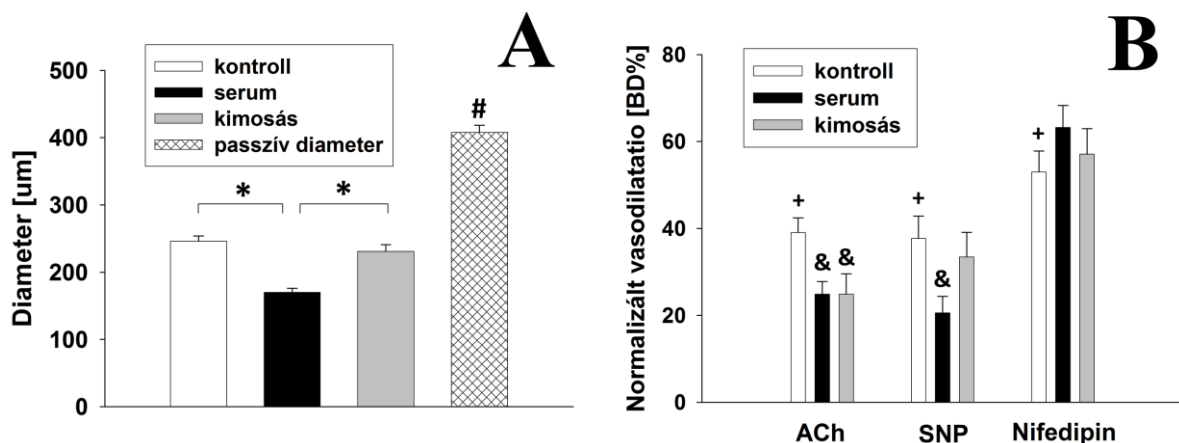 A
Diameter [um]
500
400
300
200
100
0
kontroll
serum
kimosás
passzív diameter
*
*
#
B
Normalizált vasodilatatio [BD%]
80
60
40
20
0
kontroll
serum
kimosás
+
&
&
+
&
+
ACh
SNP
Nifedipin